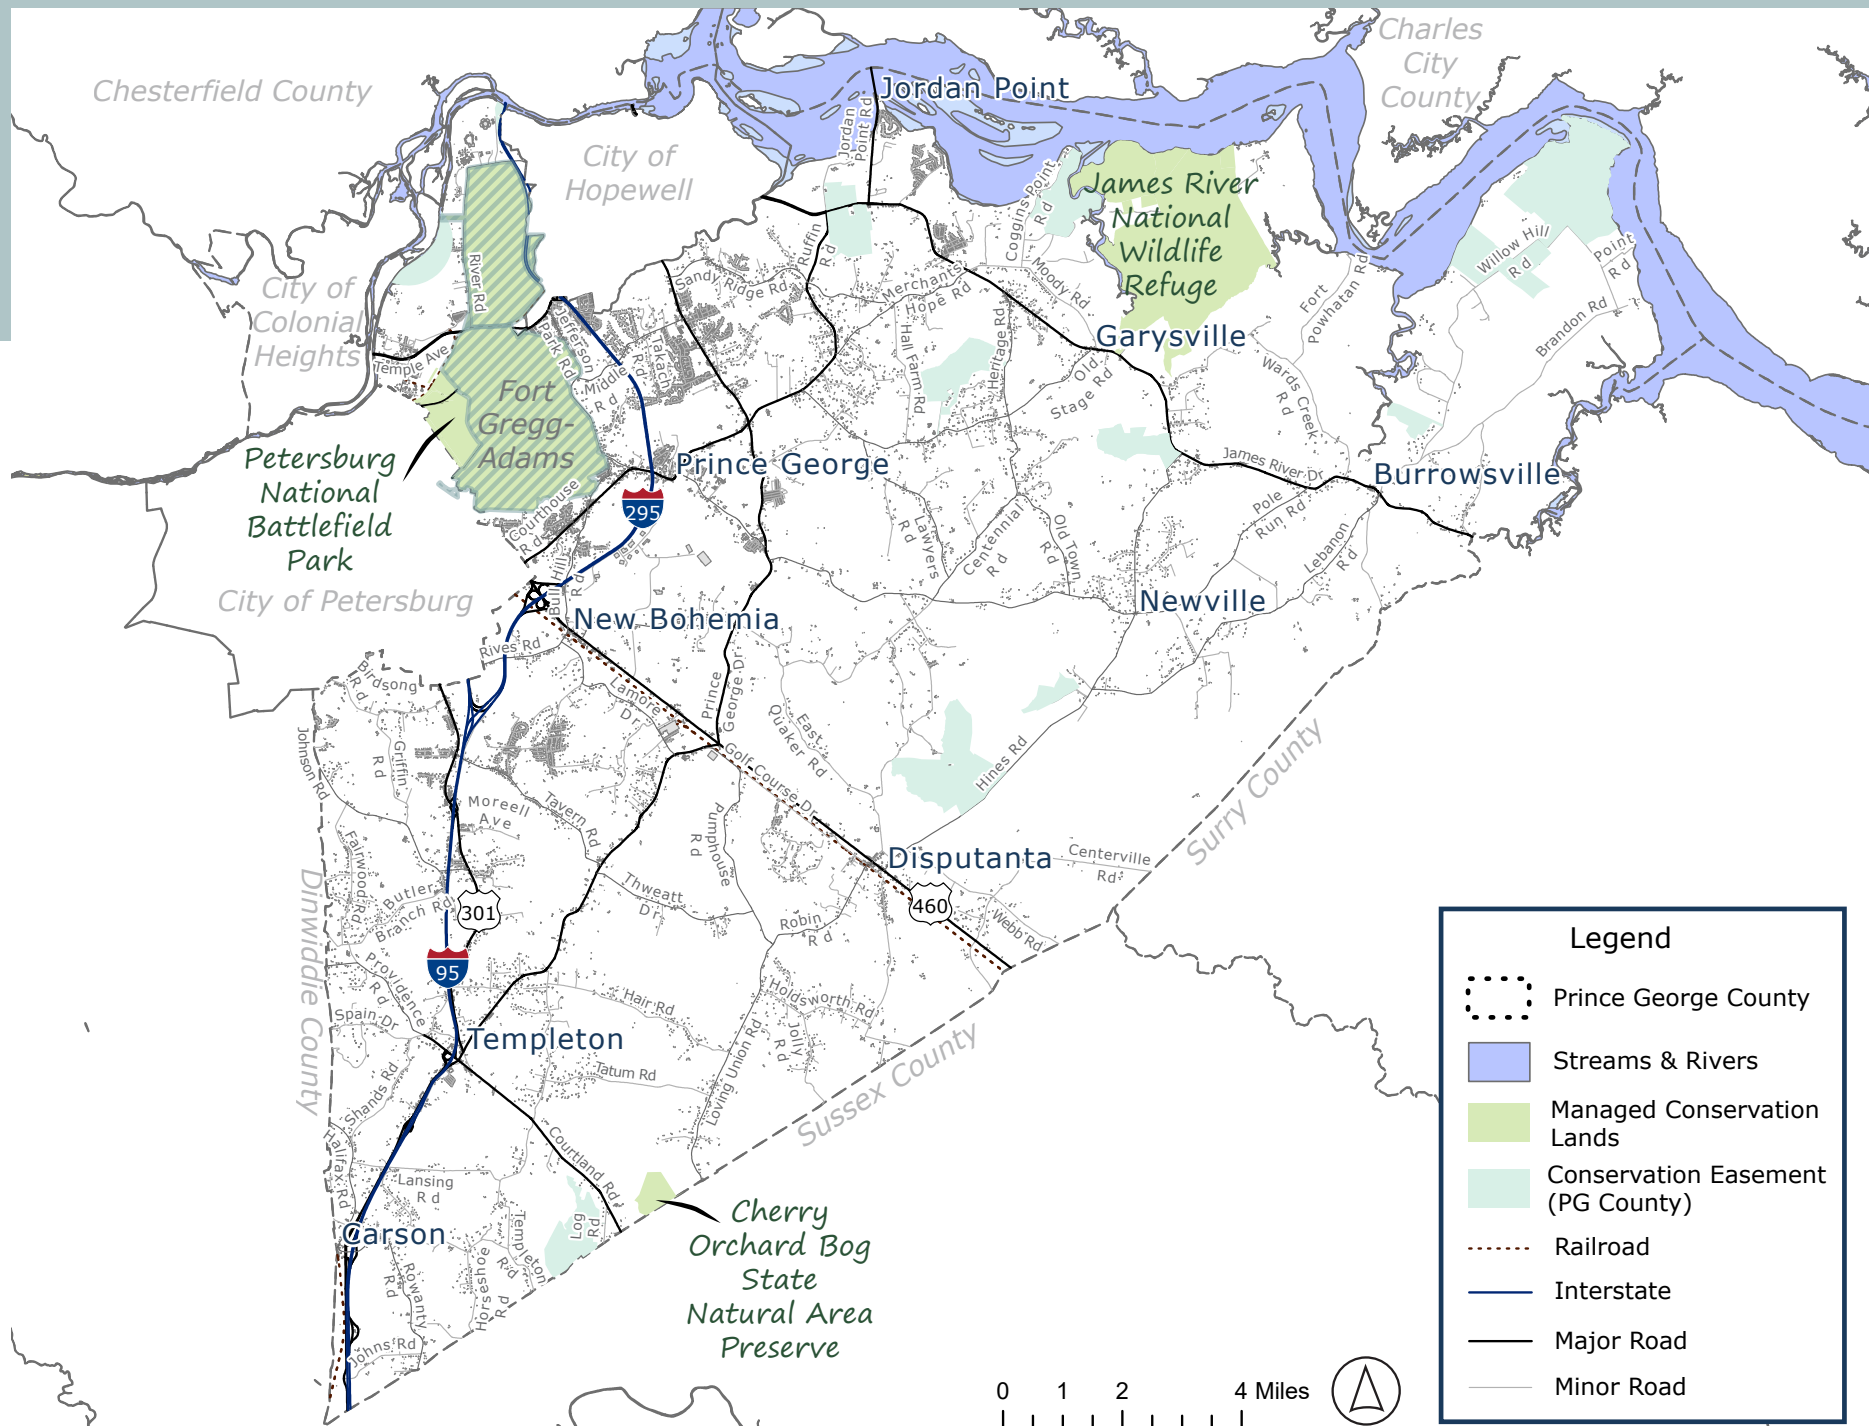 Chesterfield County
Charles
City
County
Jordan Point
Jordan
Point Rd
City of
Hopewell
James River
National
Wildlife
Refuge
Coggins Point
Rd
Ruffin
Rd
Sandy Ridge Rd
Merchants
Hope Rd
Moody Rd
Willow Hill
Rd
Point
Rd
Fort
Powhatan Rd
Brandon Rd
River Rd
City of
Colonial
Heights
Temple Ave
Jefferson
Park Rd
Middle
Rd
Takach
Rd
Hall Farm Rd
Heritage Rd
Garysville
Old
Stage Rd
Wards Creek
Rd
Fort
Gregg-
Adams
Petersburg
National
Battlefield
Park
Prince George
295
Courthouse
Rd
James River Dr
Burrowsville
Pole
Run Rd
Lebanon
Rd
Lawyers
Rd
Centennial
Rd
Old Town
Rd
City of Petersburg
Bull Hill
Rd
New Bohemia
Newville
Rives Rd
Birdsong
Rd
Lamore
Dr
Prince
George Dr
East
Quaker Rd
Golf Course Dr
Hines Rd
Surry County
Johnson Rd
Griffin
Rd
Moreell
Ave
Tavern Rd
Pumphouse
Rd
Fairwood Rd
Dinwiddie County
Butler
Branch Rd
301
Thweatt
Dr
Robin
Rd
Disputanta
460
Centerville
Rd
Webb Rd
95
Providence
Rd
Spain Dr
Hair Rd
Holdsworth Rd
Jolly
Rd
Templeton
Tatum Rd
Loving Union Rd
Sussex County
Shands Rd
Halifax Rd
Courtland Rd
Lansing
Rd
Carson
Log
Rd
Templeton
Rd
Horseshoe
Rd
Rowanty
Rd
Johns Rd
Cherry
Orchard Bog
State
Natural Area
Preserve
Legend
Prince George County
Streams & Rivers
Managed Conservation
Lands
Conservation Easement
(PG County)
Railroad
Interstate
Major Road
Minor Road
0 1 2 4 Miles